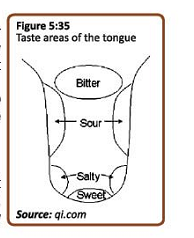 Figure 5:35
Taste areas of the tongue
Bitter
Sour
Salty
Sweet
Source: qi.com